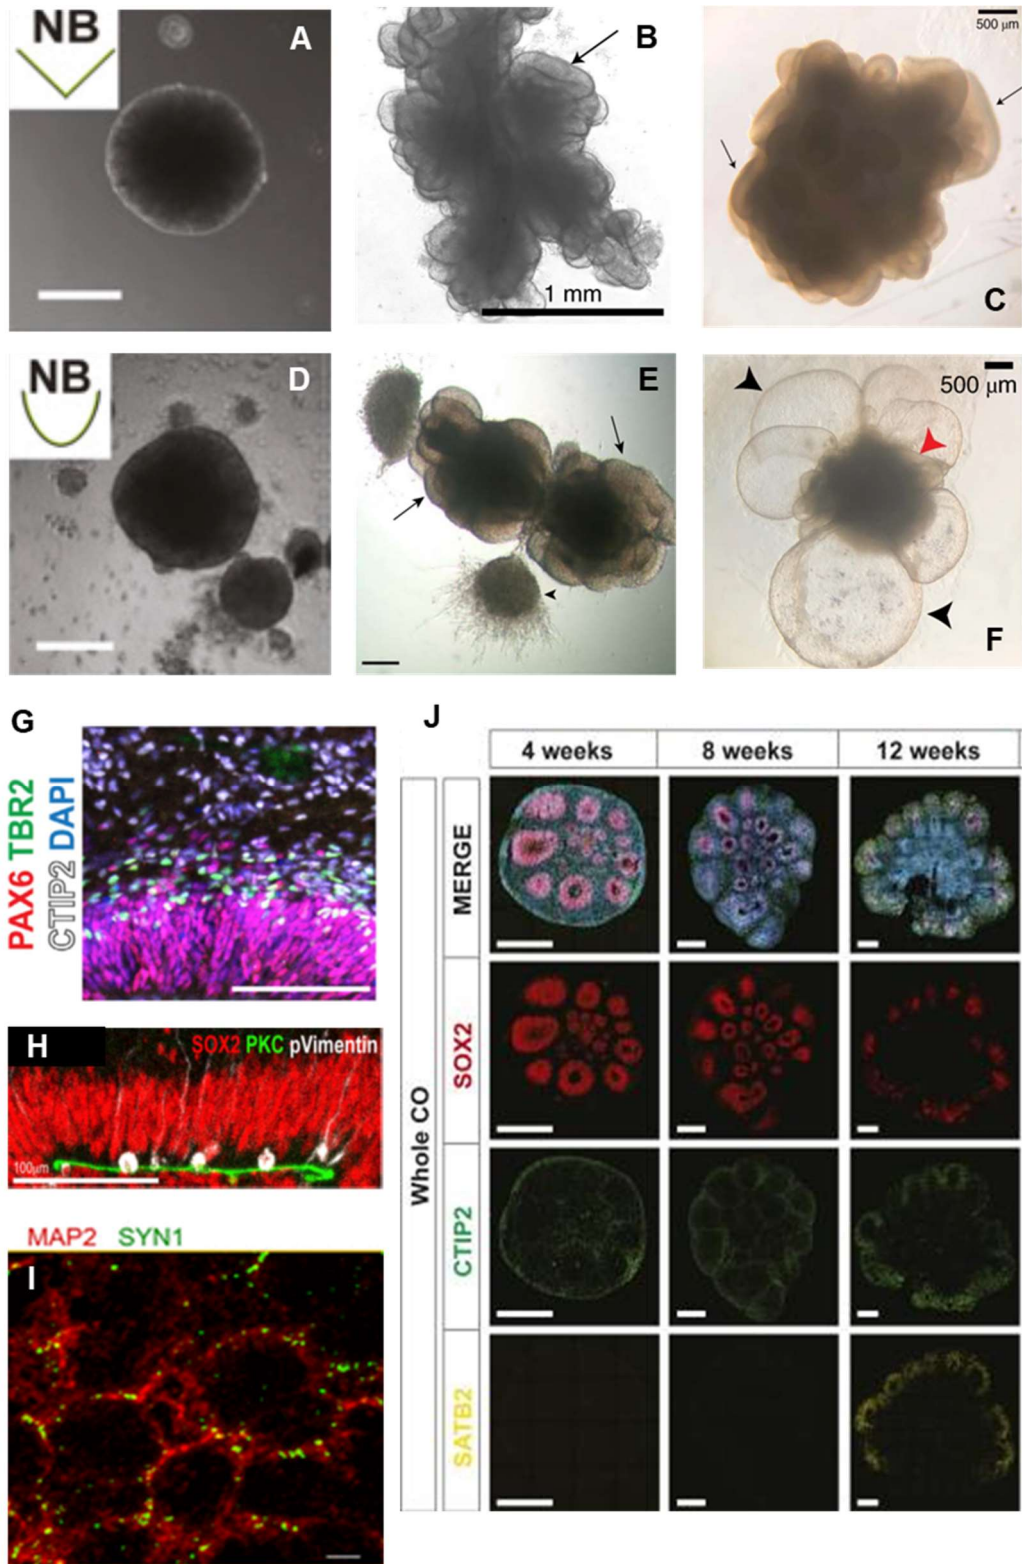 NB
A
B
1 mm
500 µm
C
NB
D
E
500 µm
F
G
PAX6 TBR2
CTIP2 DAPI
H
SOX2 PKC pVimentin
100µm
MAP2 SYN1
I
J
4 weeks
8 weeks
12 weeks
Whole CO
MERGE
SOX2
CTIP2
SATB2